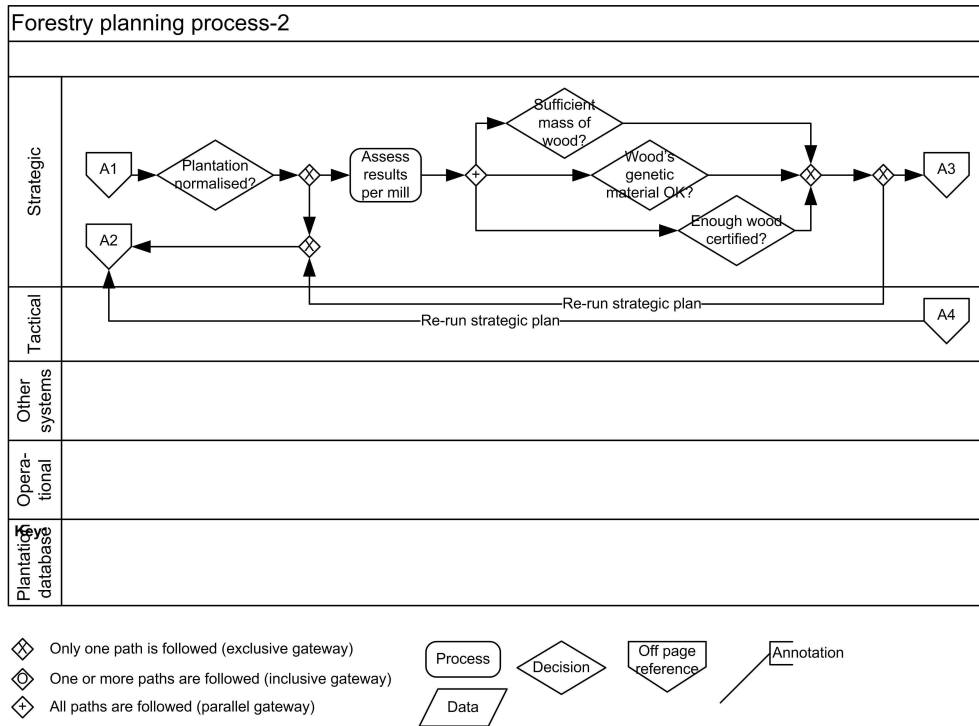 Forestry planning process-2
Strategic
A1
Plantation
normalised?
X
Assess
results
per mill
+
Sufficient
mass of
wood?
Wood's
genetic
material OK?
Enough wood
certified?
X
X
A3
A2
X
Re-run strategic plan
Tactical
Re-run strategic plan
A4
Other
systems
Opera-
tional
Key:
Plantation
database
X Only one path is followed (exclusive gateway)
O One or more paths are followed (inclusive gateway)
+ All paths are followed (parallel gateway)
Process
Data
Decision
Off page
reference
Annotation